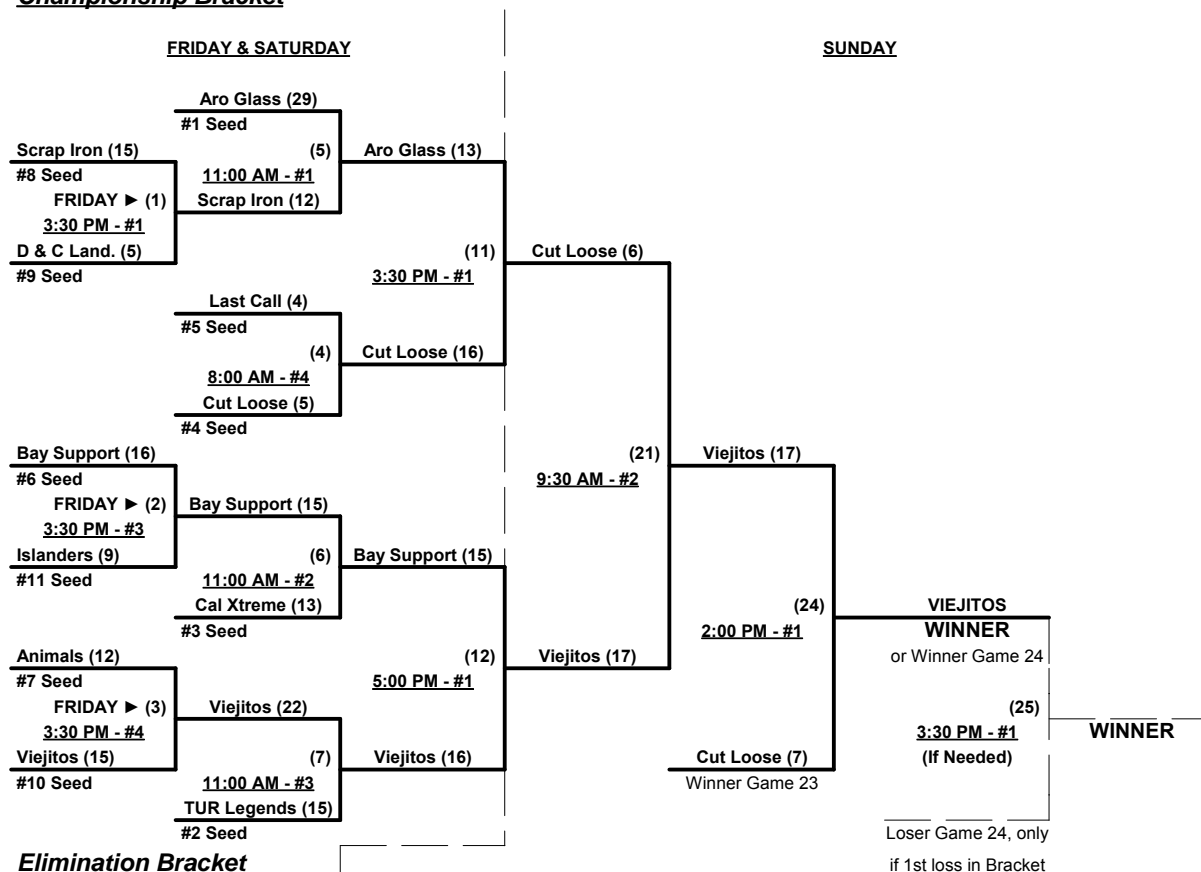 Championship Bracket
FRIDAY & SATURDAY
SUNDAY
Aro Glass (29)
#1 Seed
Scrap Iron (15)
(5)
Aro Glass (13)
#8 Seed
11:00 AM - #1
FRIDAY ► (1)
Scrap Iron (12)
3:30 PM - #1
D & C Land. (5)
(11)
Cut Loose (6)
#9 Seed
3:30 PM - #1
Last Call (4)
#5 Seed
(4)
Cut Loose (16)
8:00 AM - #4
Cut Loose (5)
#4 Seed
Bay Support (16)
(21)
Viejitos (17)
#6 Seed
9:30 AM - #2
FRIDAY ► (2)
Bay Support (15)
3:30 PM - #3
Islanders (9)
(6)
Bay Support (15)
#11 Seed
11:00 AM - #2
Cal Xtreme (13)
(24)
VIEJITOS
#3 Seed
2:00 PM - #1
WINNER
Animals (12)
(12)
Viejitos (17)
or Winner Game 24
#7 Seed
5:00 PM - #1
FRIDAY ► (3)
Viejitos (22)
(25)
3:30 PM - #4
3:30 PM - #1
WINNER
Viejitos (15)
(7)
Viejitos (16)
Cut Loose (7)
(If Needed)
#10 Seed
11:00 AM - #3
Winner Game 23
TUR Legends (15)
#2 Seed
Loser Game 24, only
Elimination Bracket
if 1st loss in Bracket